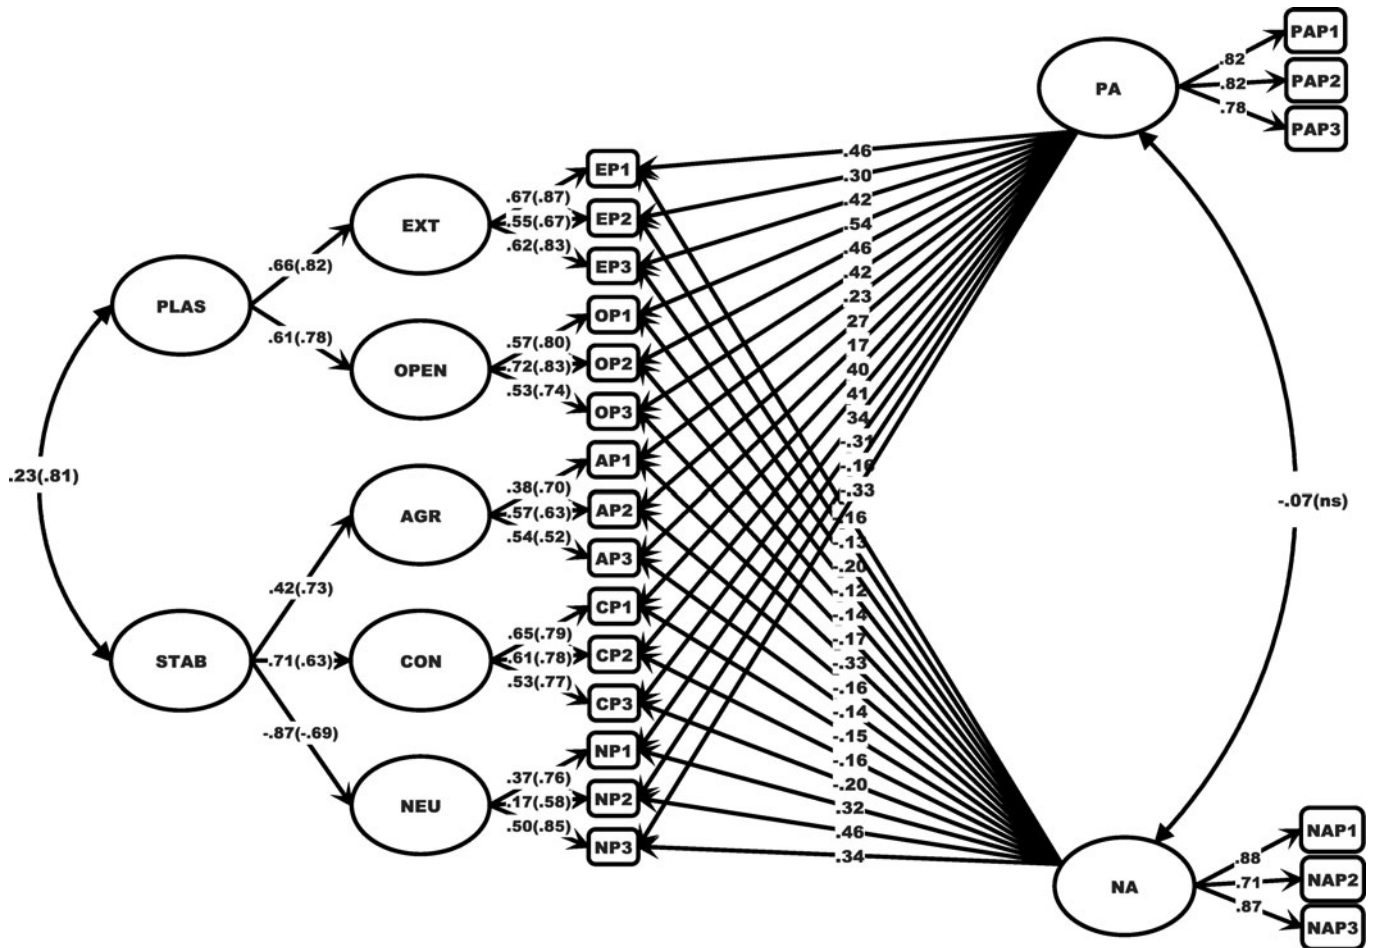 PAP1
.82
PA
.82
PAP2
.78
PAP3
EP1
.46
.67(.87)
.30
EXT
.55(.67)
EP2
.42
.62(.83)
EP3
.54
.66(.82)
.46
.42
PLAS
.23
OP1
27
.61(.78)
.57(.80)
17
OPEN
.72(.83)
OP2
40
.53(.74)
41
OP3
34
-.31
AP1
-.16
.23(.81)
.38(.70)
-.33
-.07(ns)
AGR
.57(.63)
AP2
-.16
.54(.52)
-.13
AP3
-.20
.42(.73)
-.12
CP1
-.14
.65(.79)
-.17
STAB
.71(.63)
CON
.61(.78)
CP2
-.33
.53(.77)
-.16
CP3
-.14
-.87(-.69)
-.15
NP1
-.16
.37(.76)
-.20
NEU
.17(.58)
NP2
.32
.50(.85)
.46
NP3
.34
NAP1
.88
NA
.71
NAP2
.87
NAP3